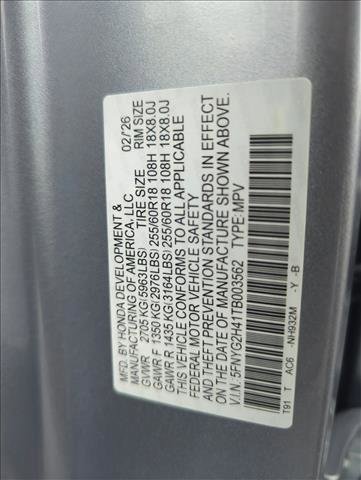 MFD. BY HONDA DEVELOPMENT &
MANUFACTURING OF AMERICA, LLC. 02/26
GVWR 2705 KG(5963LBS) TIRE SIZE RIM SIZE
GAWR F 1350 KG(2976LBS) 255/60R18 108H 18X8.0J
GAWR R 1435 KG(3164LBS) 255/60R18 108H 18X8.0J
THIS VEHICLE CONFORMS TO ALL APPLICABLE
FEDERAL MOTOR VEHICLE SAFETY
AND THEFT PREVENTION STANDARDS IN EFFECT
ON THE DATE OF MANUFACTURE SHOWN ABOVE.
V.I.N. 5FNYG2H41TB003562 TYPE:MPV
T91 T AC6 -NH932M -Y -B